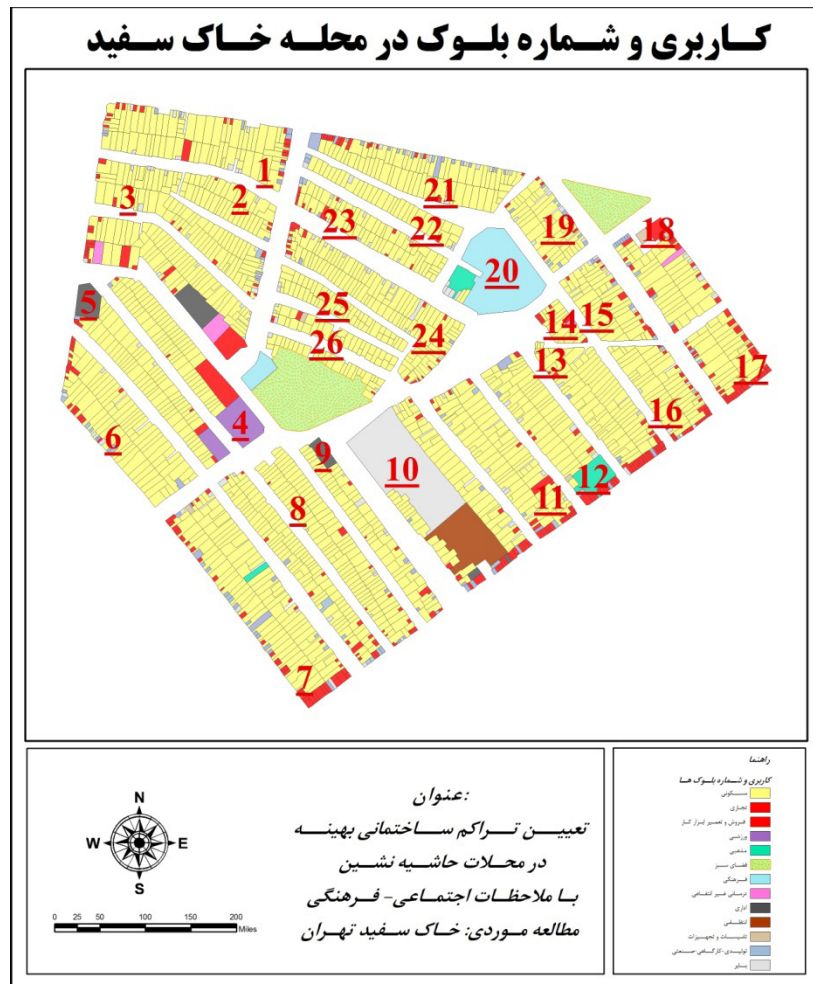 کاربری و شماره بلوک در محله خاک سفید
1
2
3
21
23
22
19
18
20
5
25
26
24
14
15
13
17
4
6
16
9
10
12
8
11
7
عنوان:
تعیین تراکم ساختمانی بهینه
در محلات حاشیه نشین
با ملاحظات اجتماعی- فرهنگی
مطالعه موردی: خاک سفید تهران
N
W E
S
0 25 50 100 150 200
Miles
راهنما
کاربری و شماره بلوک ها
مسکونی
تجاری
فروش و تعمیر ابزار کار
ورزشی
مذهبی
فضای سبز
فرهنگی
درمانی غیر انتفاعی
اداری
انتظامی
تاسیسات و تجهیزات
تولیدی-کارگاهی-صنعتی
بایر